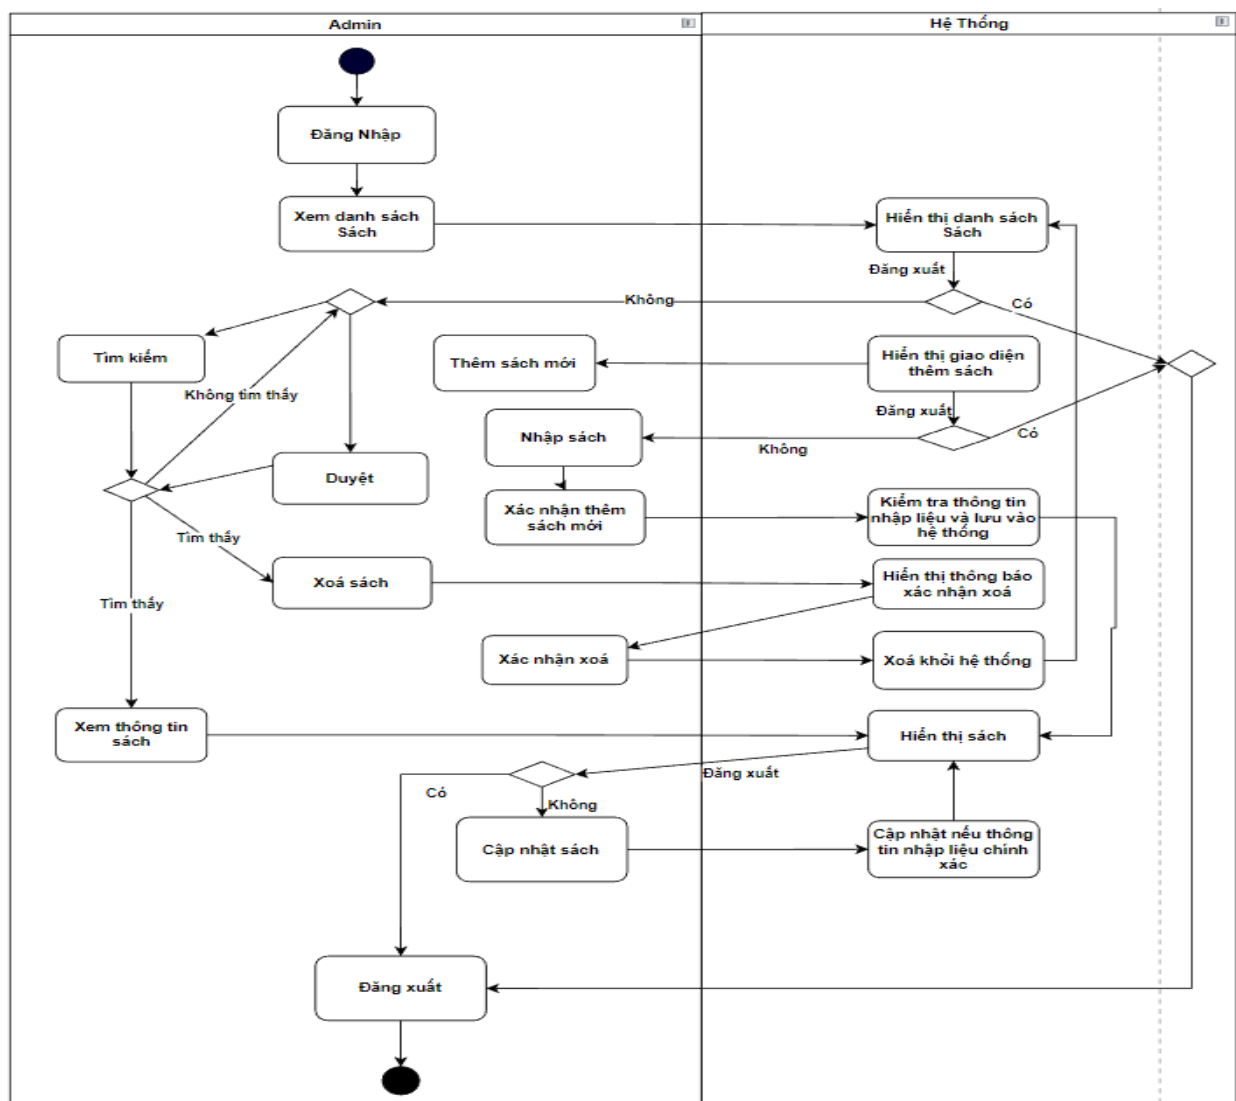 Admin
Hệ Thống
Đăng Nhập
Xem danh sách
Sách
Hiển thị danh sách
Sách
Đăng xuất
Không
Có
Tìm kiếm
Thêm sách mới
Hiển thị giao diện
thêm sách
Không tìm thấy
Đăng xuất
Nhập sách
Không
Có
Duyệt
Xác nhận thêm
sách mới
Kiểm tra thông tin
nhập liệu và lưu vào
hệ thống
Tìm thấy
Xoá sách
Hiển thị thông báo
xác nhận xoá
Tìm thấy
Xác nhận xoá
Xoá khỏi hệ thống
Xem thông tin
sách
Hiển thị sách
Đăng xuất
Có
Không
Cập nhật sách
Cập nhật nếu thông
tin nhập liệu chính
xác
Đăng xuất